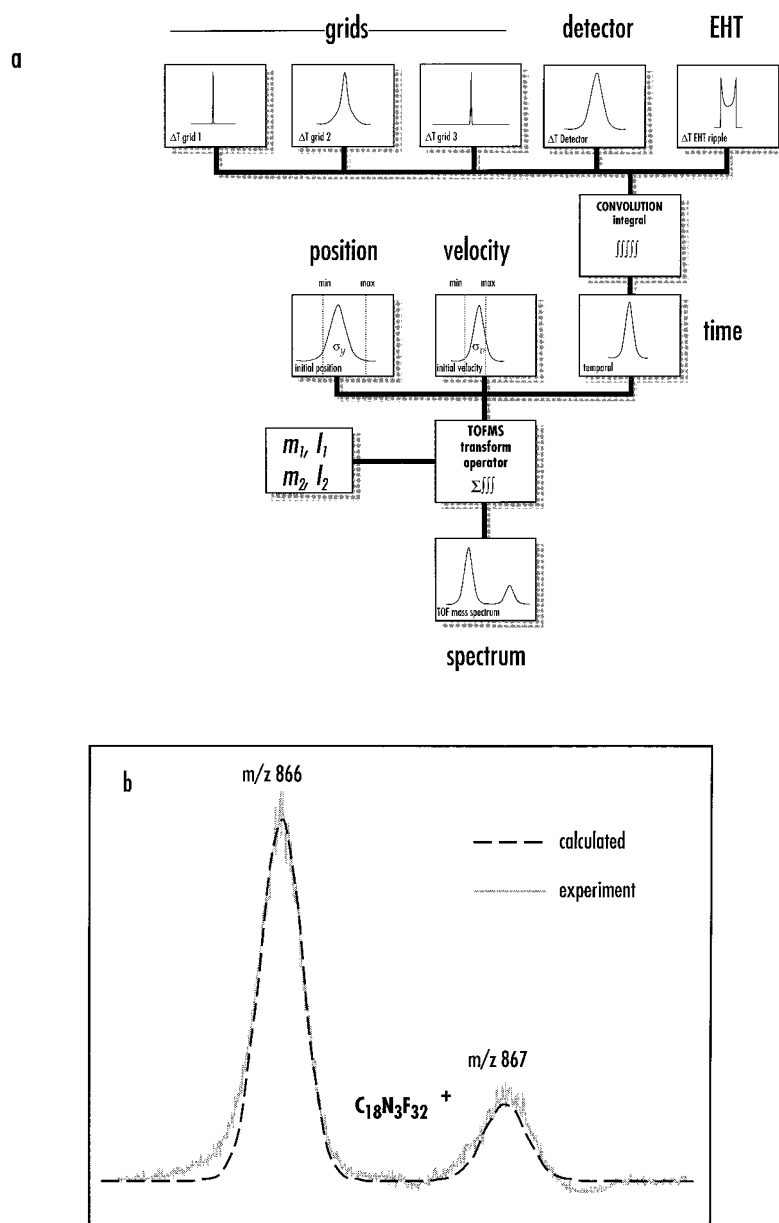 a
grids
detector
EHT
ΔT grid 1
ΔT grid 2
ΔT grid 3
ΔT Detector
ΔT EHT ripple
CONVOLUTION
integral
∫∫∫∫∫
position
velocity
time
min
max
min
max
σy
σv
initial position
initial velocity
temporal
m1, I1
m2, I2
TOFMS
transform
operator
Σ∫∫∫
TOF mass spectrum
spectrum
b
m/z 866
calculated
experiment
m/z 867
C18N3F32 +